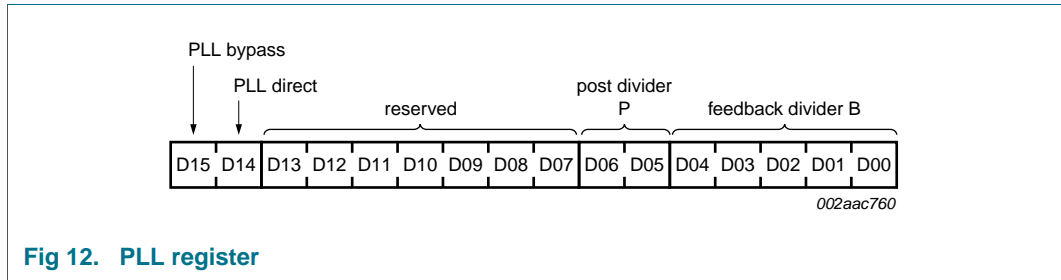 PLL bypass
PLL direct
reserved
post divider
P
feedback divider B
D15 D14 D13 D12 D11 D10 D09 D08 D07 D06 D05 D04 D03 D02 D01 D00
002aac760
Fig 12. PLL register